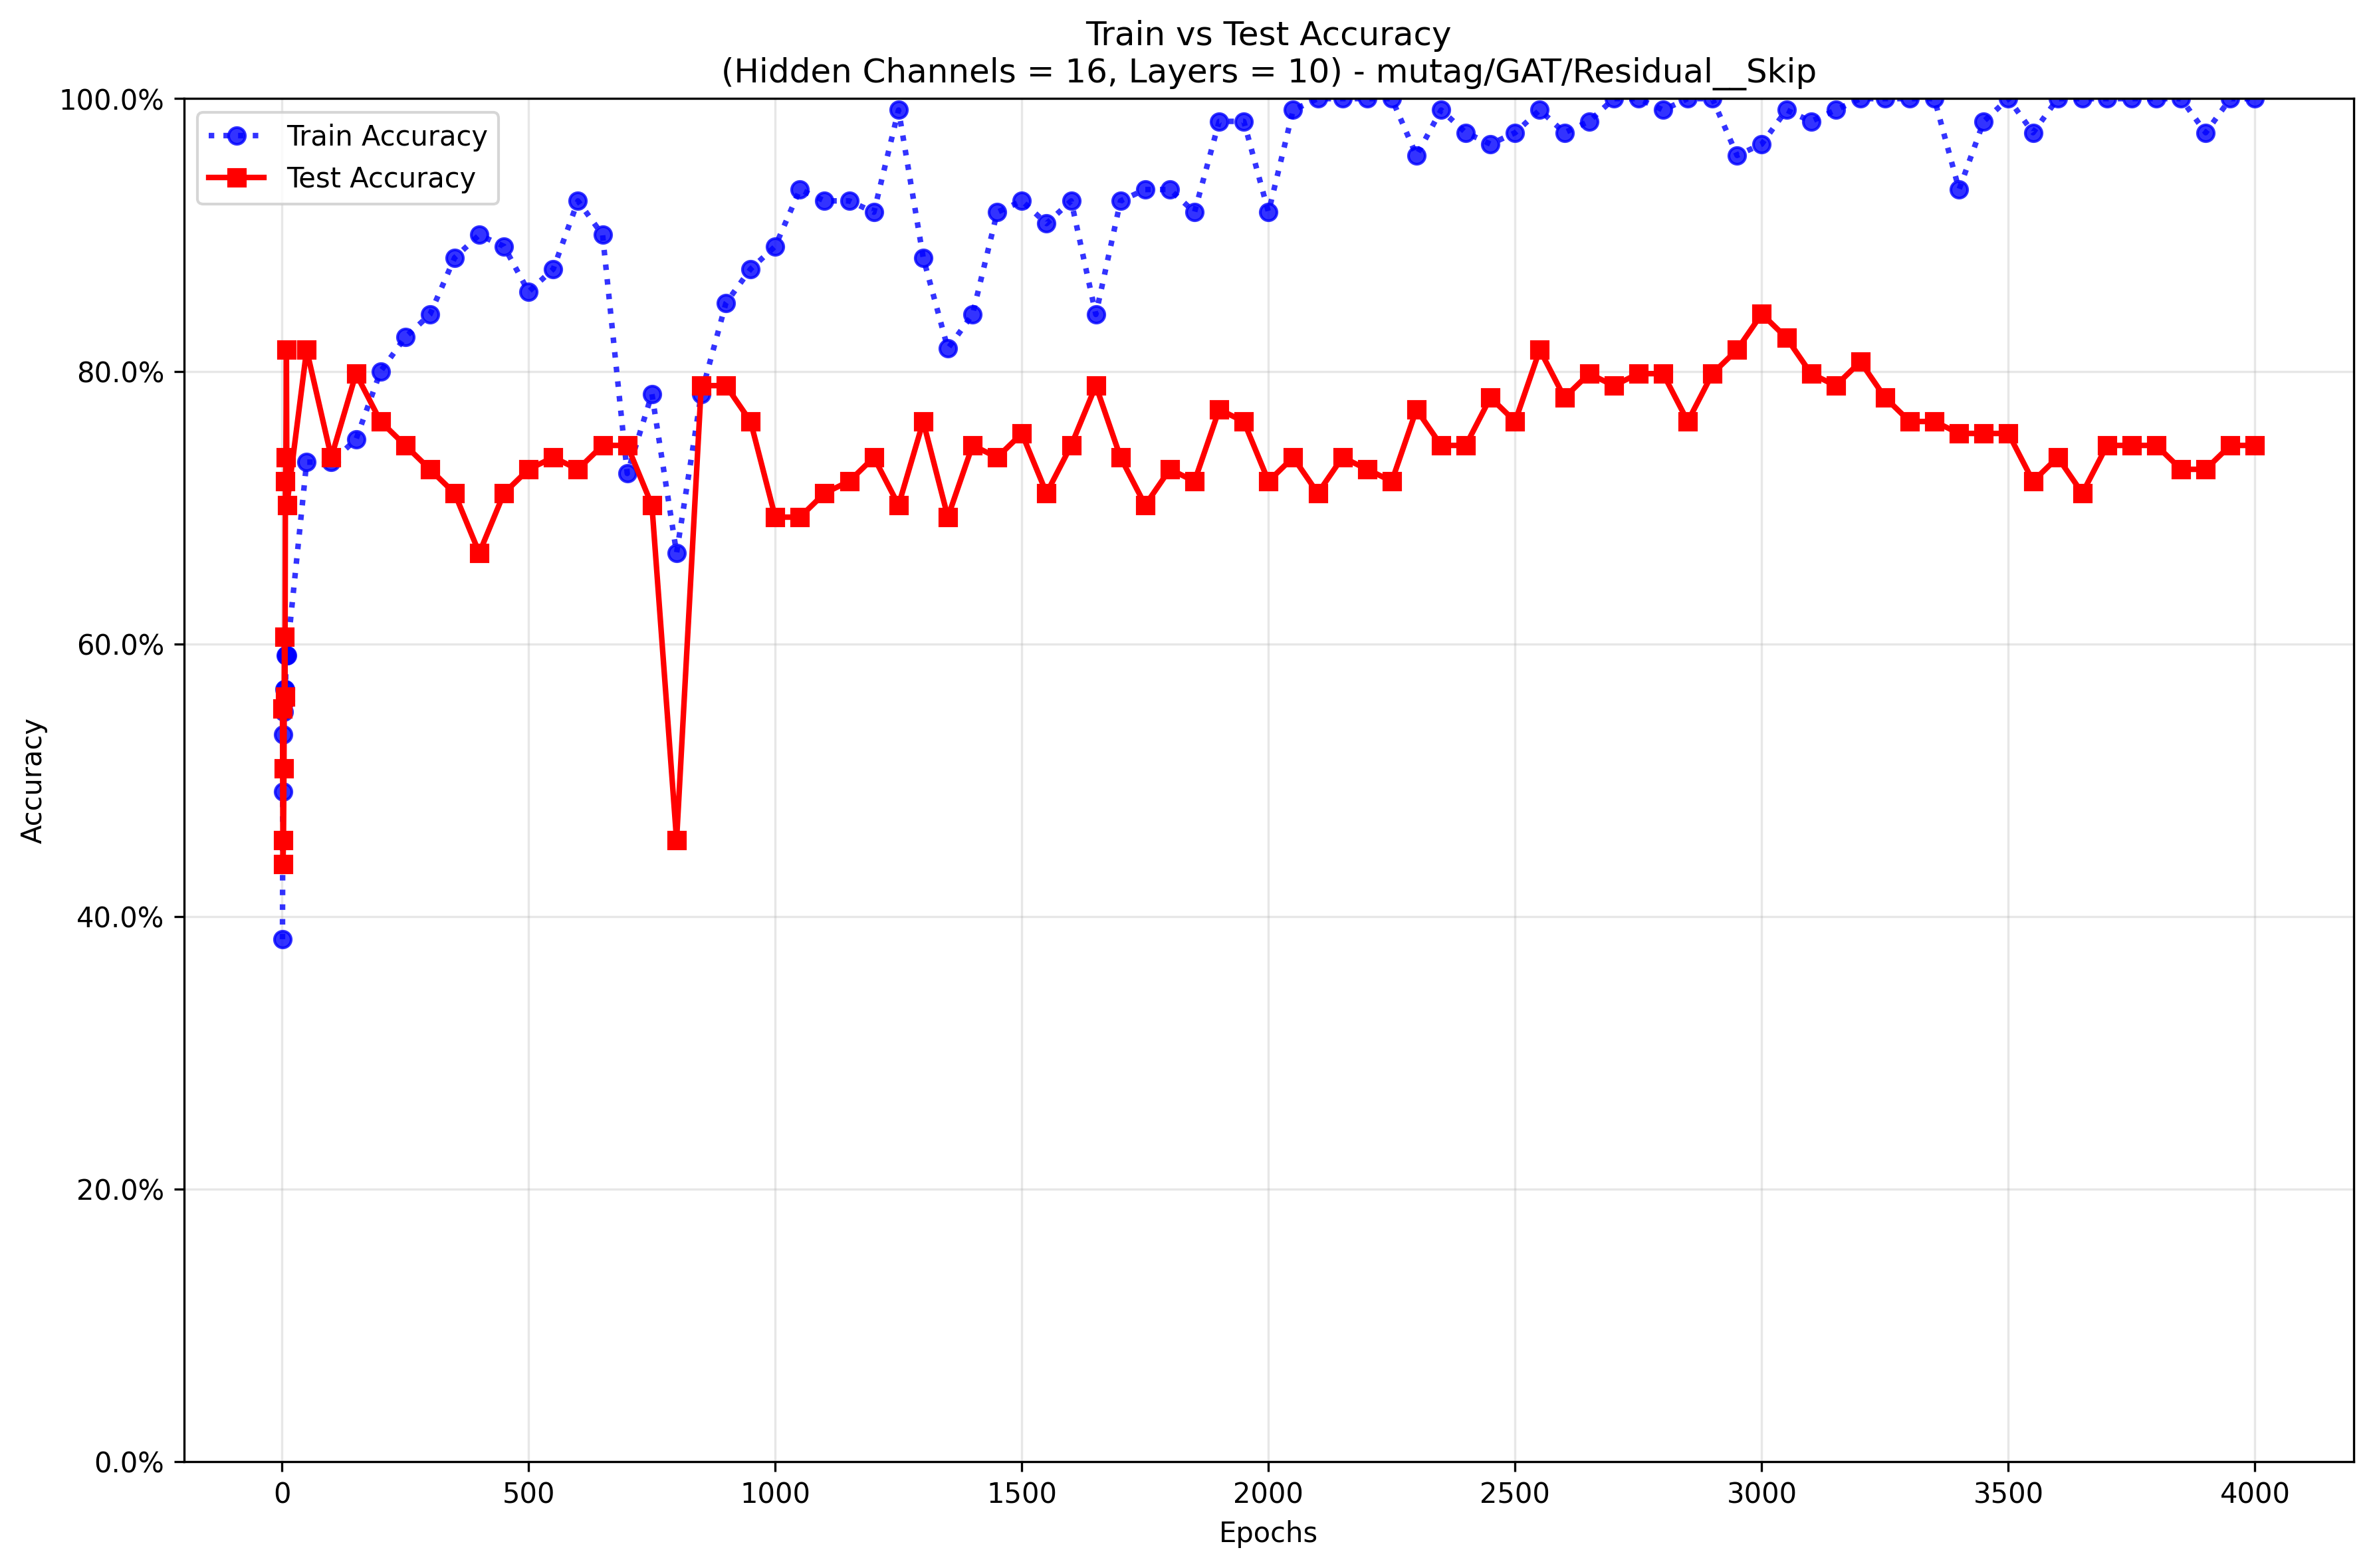 Train vs Test Accuracy
(Hidden Channels = 16, Layers = 10) - mutag/GAT/Residual__Skip
100.0%
80.0%
60.0%
40.0%
20.0%
0.0%
Accuracy
Train Accuracy
Test Accuracy
0
500
1000
1500
2000
2500
3000
3500
4000
Epochs